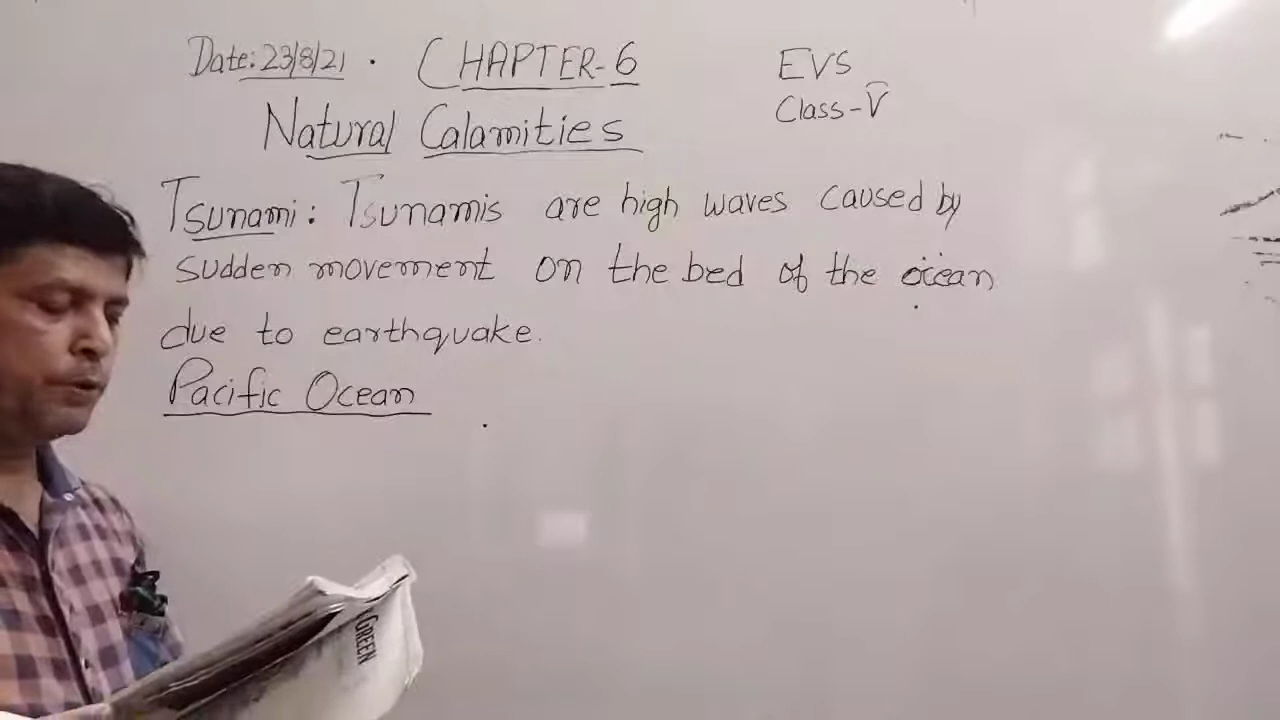 Date: 23/8/21 . CHAPTER-6
EVS
Class-V
Natural Calamities
Tsunami: Tsunamis are high waves caused by
sudden movement on the bed of the ocean
due to earthquake.
Pacific Ocean
GREEN